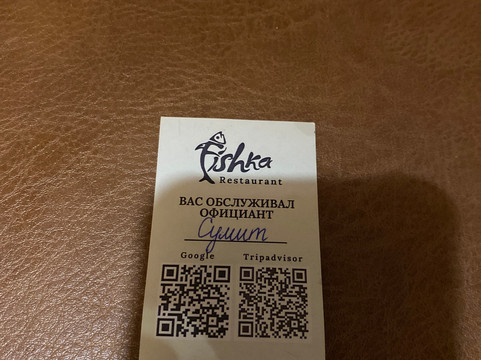 Fishka
Restaurant
ВАС ОБСЛУЖИВАЛ
ОФИЦИАНТ
Сумит
Google Tripadvisor